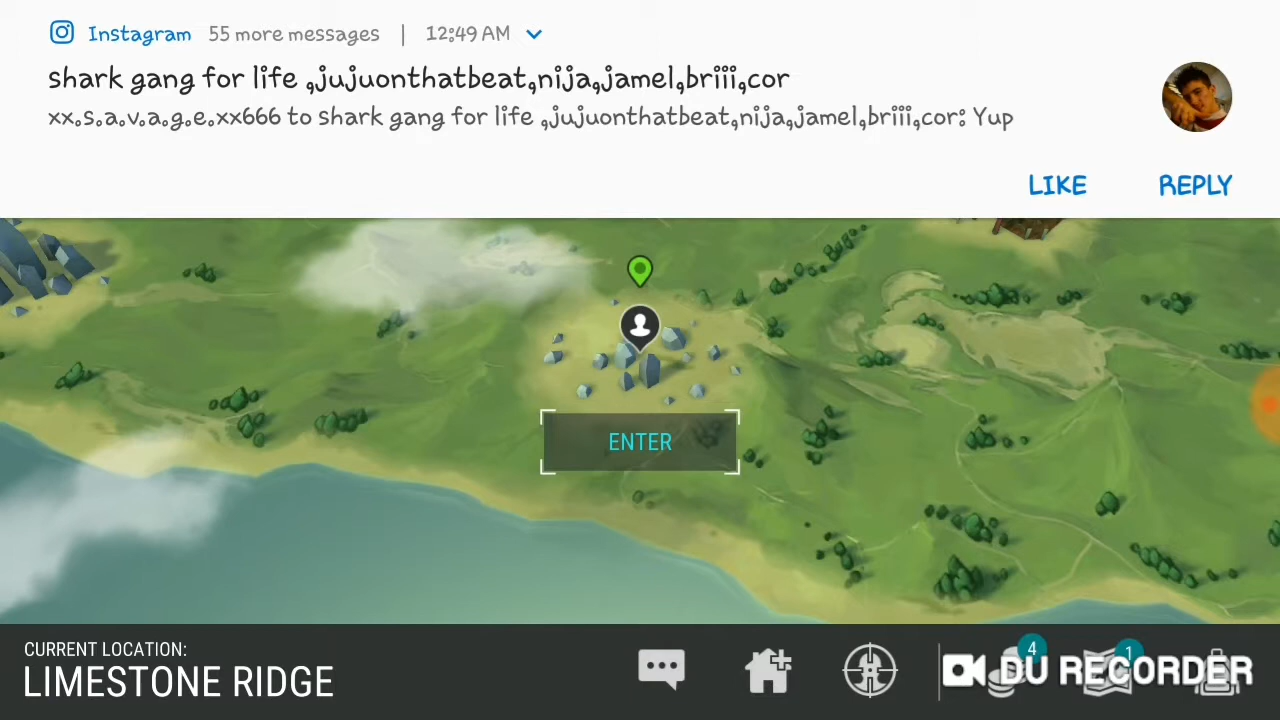 Instagram 55 more messages | 12:49 AM
shark gang for life ,jujuonthatbeat,nija,jamel,briii,cor
xx.s.a.v.a.g.e.xx666 to shark gang for life ,jujuonthatbeat,nija,jamel,briii,cor: Yup
LIKE REPLY
ENTER
CURRENT LOCATION:
LIMESTONE RIDGE
4 1
DU RECORDER